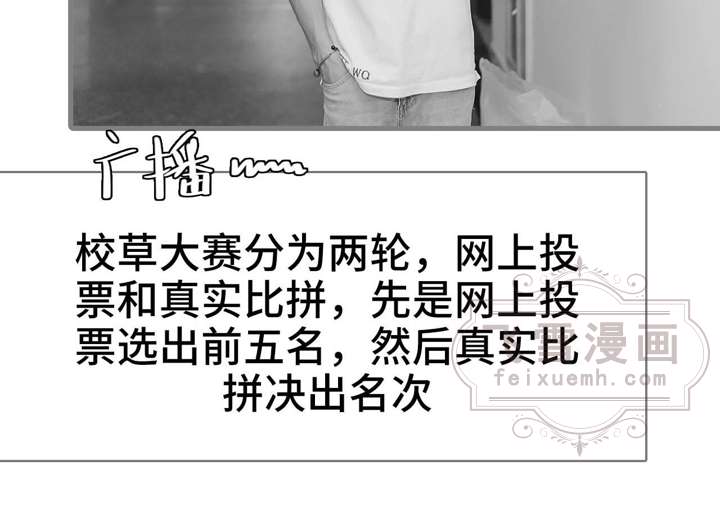 WQ
广播
校草大赛分为两轮，网上投
票和真实比拼，先是网上投
票选出前五名，然后真实比
拼决出名次
飞雪漫画
feixuemh.com